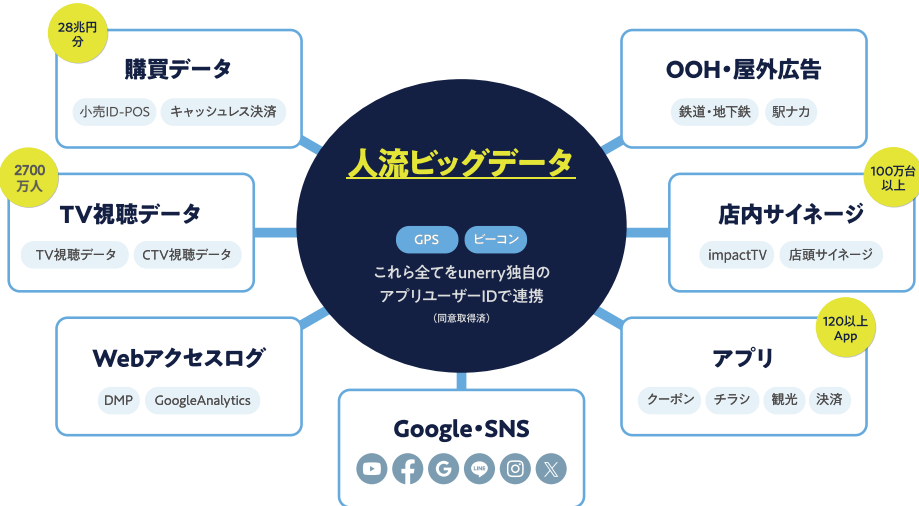 28兆円
分
購買データ
小売ID-POS
キャッシュレス決済
OOH・屋外広告
鉄道・地下鉄
駅ナカ
人流ビッグデータ
GPS
ビーコン
これら全てをunerry独自の
アプリユーザーIDで連携
（同意取得済）
2700
万人
TV視聴データ
TV視聴データ
CTV視聴データ
100万台
以上
店内サイネージ
impactTV
店頭サイネージ
Webアクセスログ
DMP
GoogleAnalytics
120以上
App
アプリ
クーポン
チラシ
観光
決済
Google・SNS
LINE